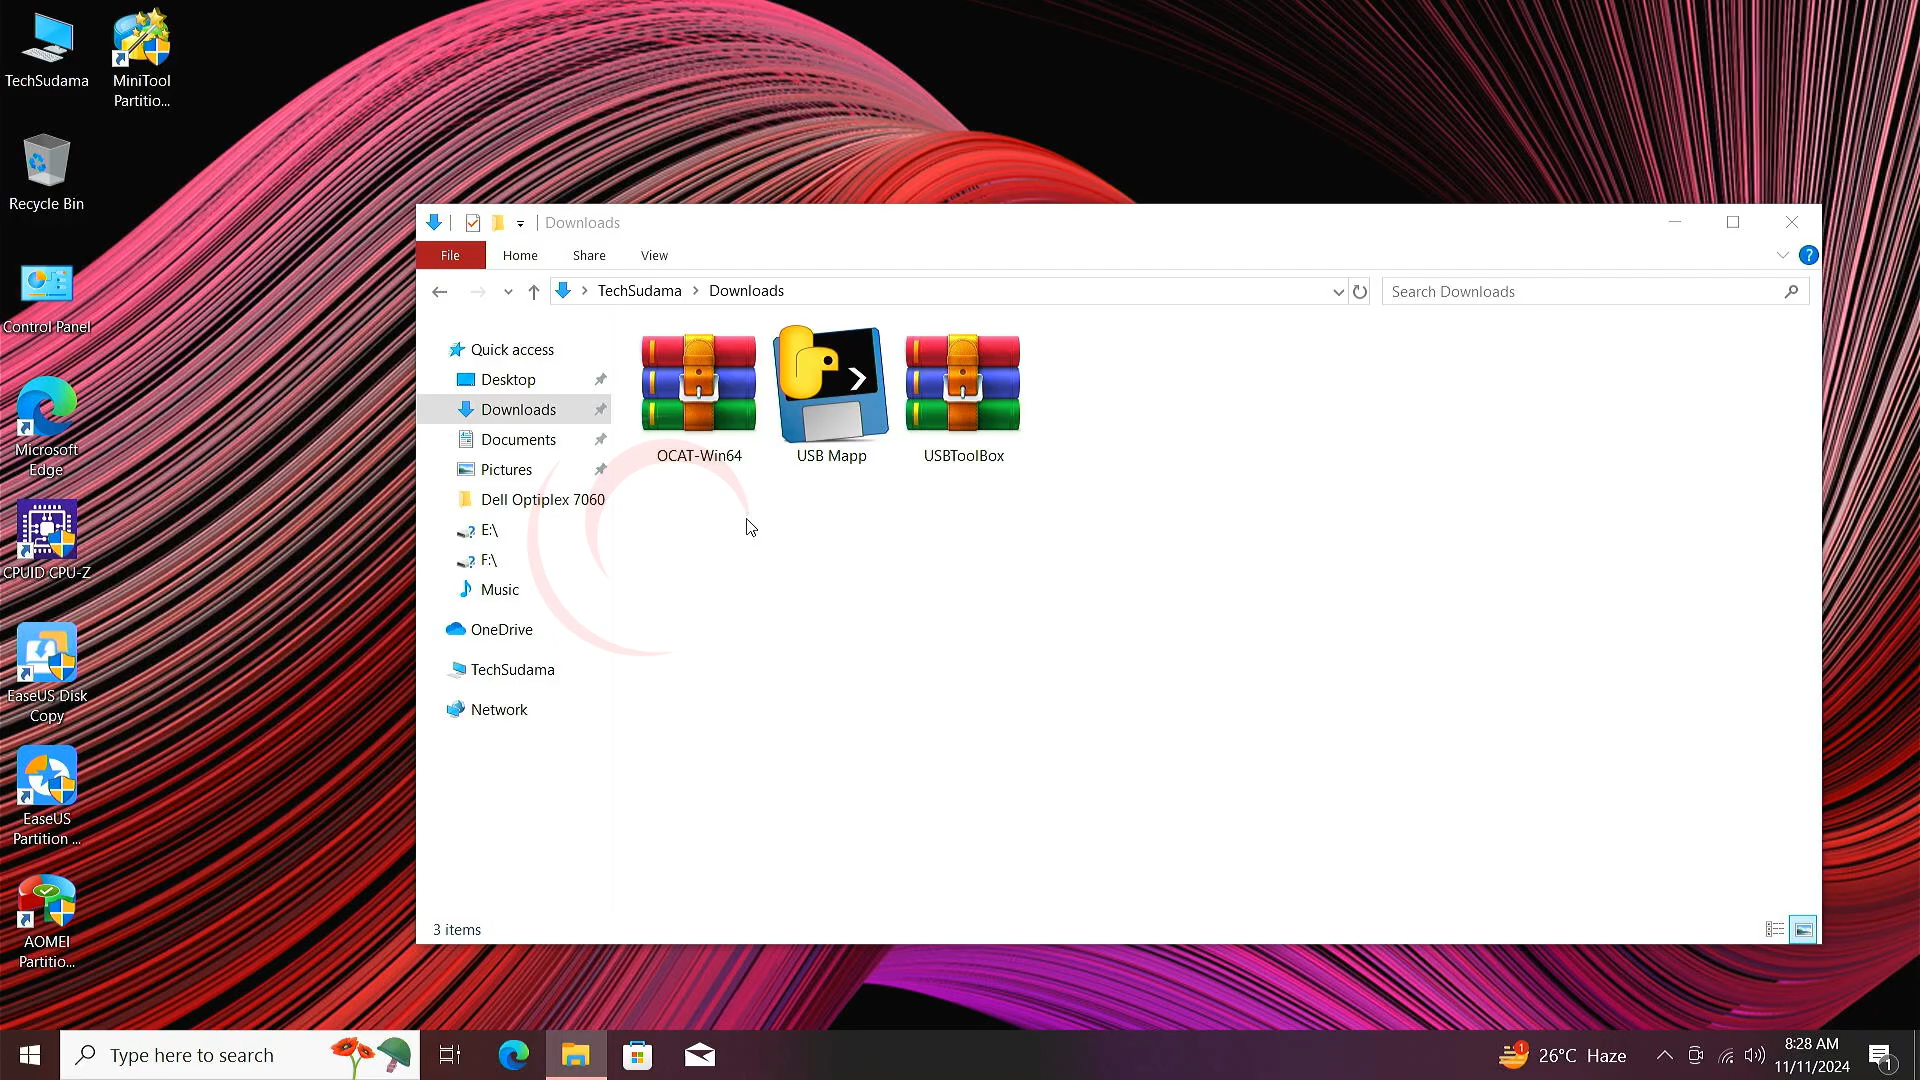 TechSudama
MiniTool
Partitio...
Recycle Bin
Control Panel
Microsoft
Edge
CPUID CPU-Z
EaseUS Disk
Copy
EaseUS
Partition ...
AOMEI
Partitio...
Downloads
File Home Share View
?
TechSudama > Downloads
Search Downloads
Quick access
Desktop
Downloads
Documents
Pictures
Dell Optiplex 7060
E:\
F:\
Music
OneDrive
TechSudama
Network
OCAT-Win64
USB Mapp
USBToolBox
3 items
Type here to search
1
26°C Haze
8:28 AM
11/11/2024
1